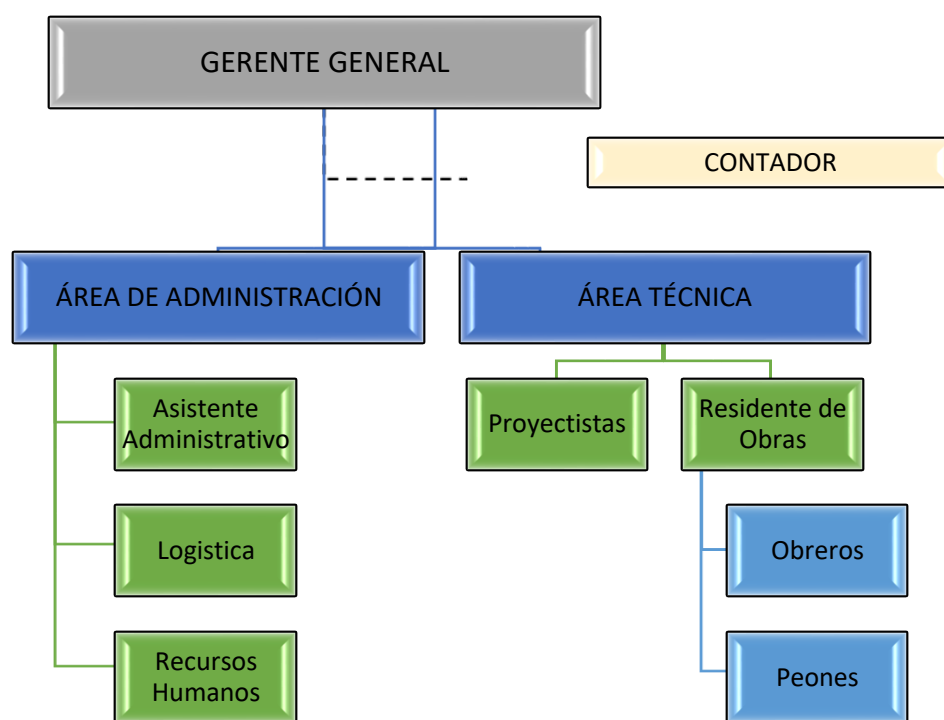 GERENTE GENERAL
CONTADOR
ÁREA DE ADMINISTRACIÓN
ÁREA TÉCNICA
Asistente
Administrativo
Proyectistas
Residente de
Obras
Logistica
Obreros
Recursos
Humanos
Peones